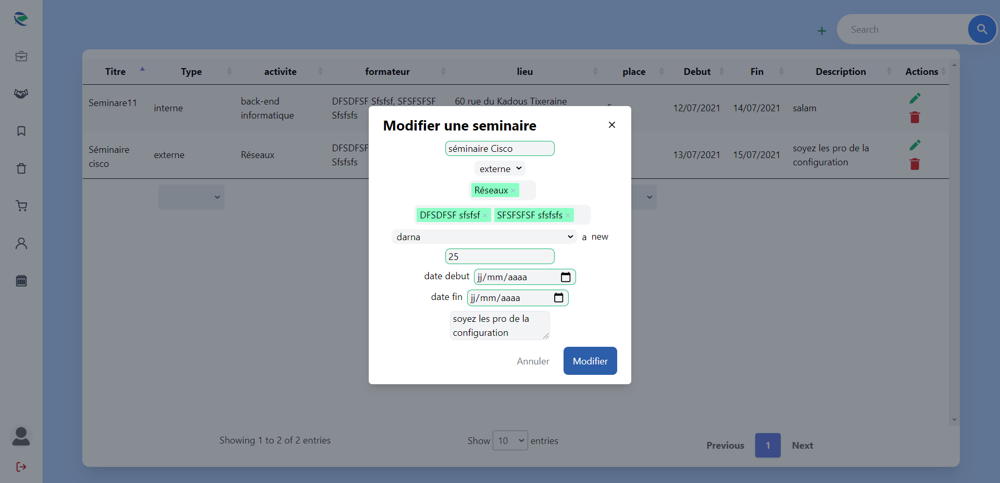 Search
Titre Type activite formateur lieu place Debut Fin Description Actions
Seminare11 interne back-end informatique DFSDFSF Sfsfsf, SFSFSFSF Sfsfsfs 60 rue du Kadous Tixeraine 12/07/2021 14/07/2021 salam
Séminaire cisco externe Réseaux DFSDFSF Sfsfsfs 13/07/2021 15/07/2021 soyez les pro de la configuration
Modifier une seminaire
séminaire Cisco
externe
Réseaux ×
DFSDFSF sfsfsf × SFSFSFSF sfsfsfs ×
darna a new
25
date debut jj/mm/aaaa
date fin jj/mm/aaaa
soyez les pro de la
configuration
Annuler Modifier
Showing 1 to 2 of 2 entries Show 10 entries Previous 1 Next